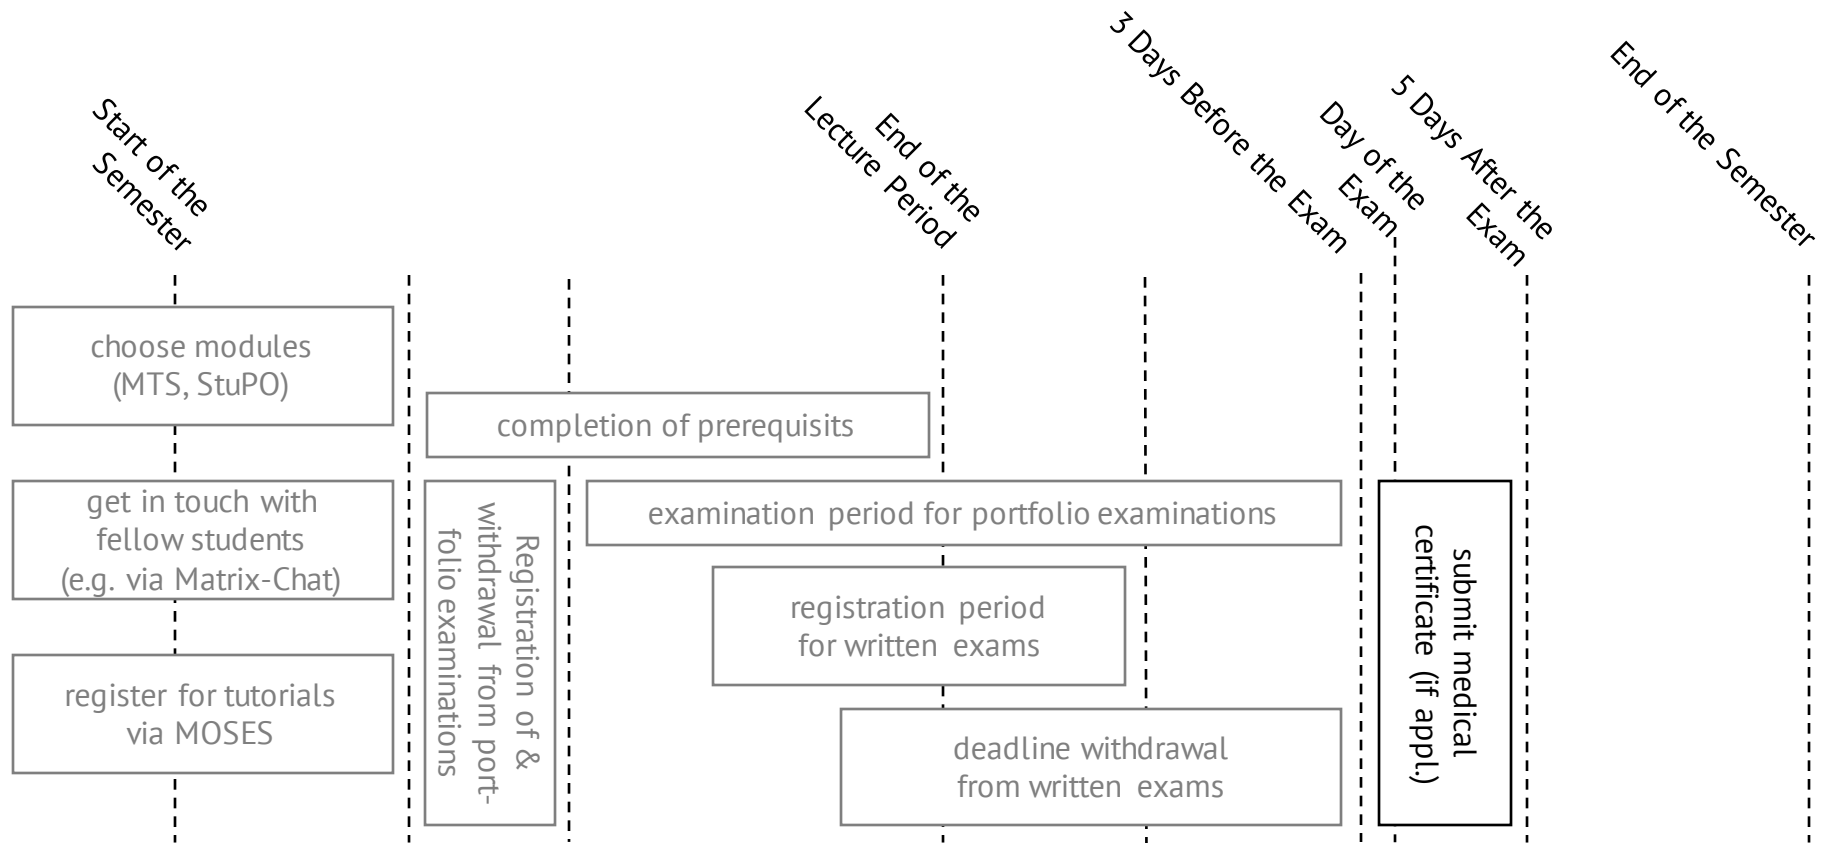 Start of the
Semester
End of the
Lecture Period
3 Days Before the Exam
Day of the
Exam
5 Days After the
Exam
End of the Semester
choose modules
(MTS, StuPO)
completion of prerequisits
get in touch with
fellow students
(e.g. via Matrix-Chat)
Registration of &
withdrawal from port-
folio examinations
examination period for portfolio examinations
registration period
for written exams
register for tutorials
via MOSES
deadline withdrawal
from written exams
submit medical
certificate (if appl.)